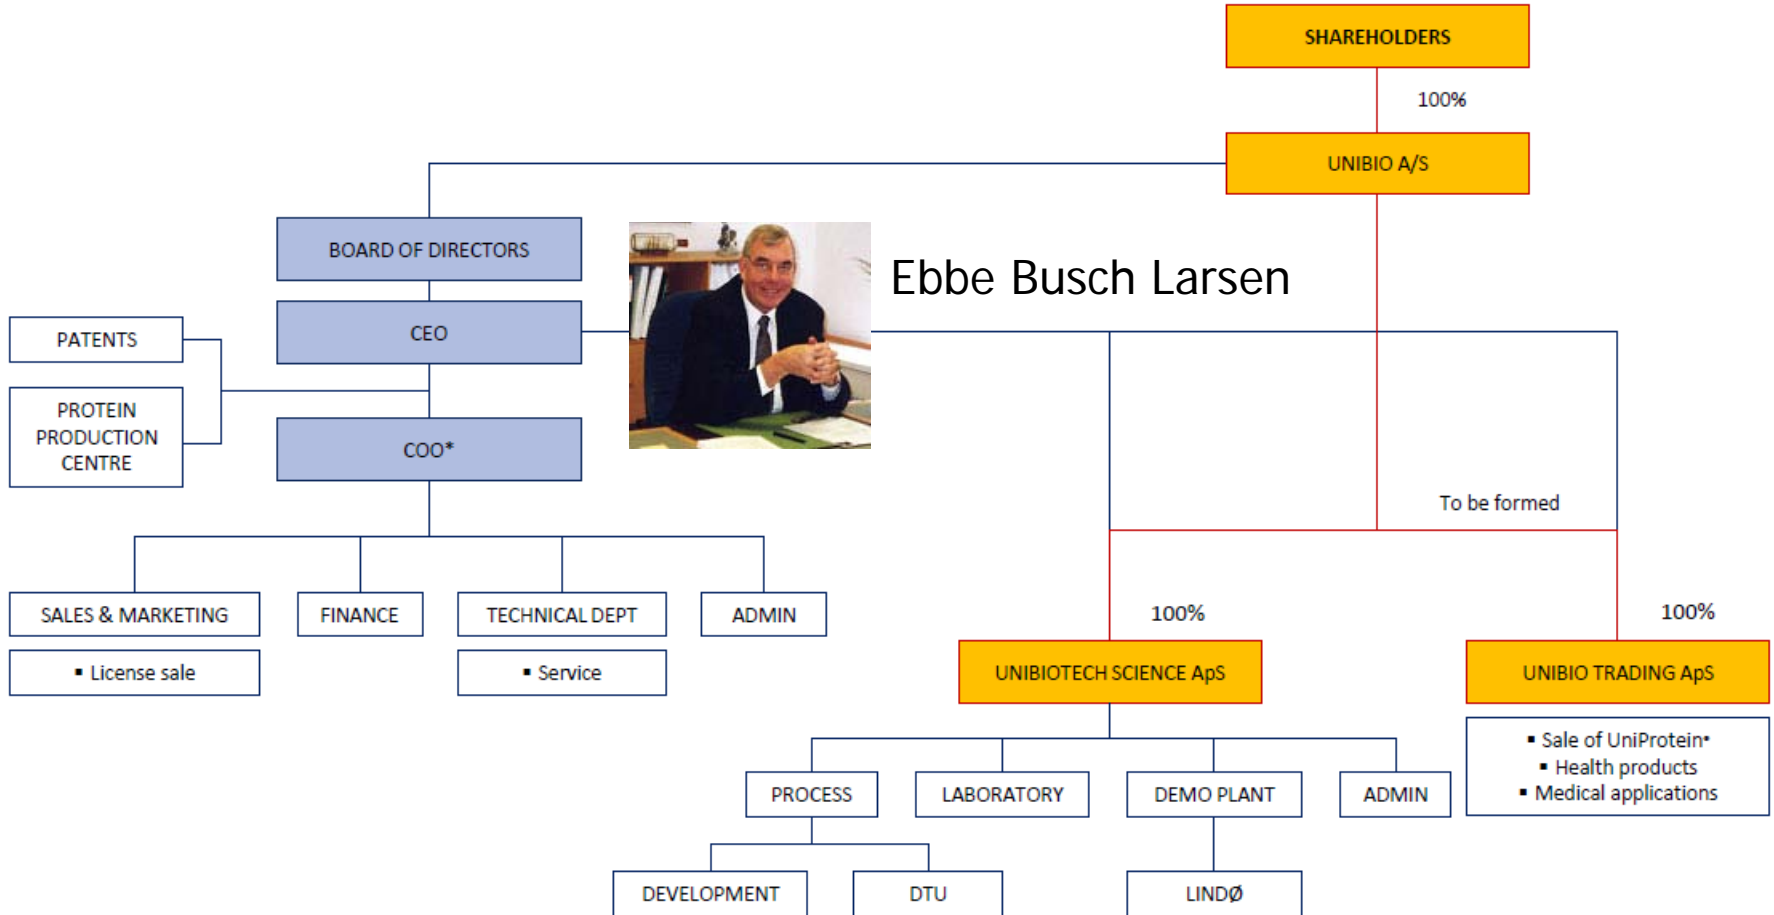 SHAREHOLDERS
100%
UNIBIO A/S
BOARD OF DIRECTORS
Ebbe Busch Larsen
CEO
PATENTS
PROTEIN
PRODUCTION
CENTRE
COO*
To be formed
SALES & MARKETING
FINANCE
TECHNICAL DEPT
ADMIN
▪ License sale
▪ Service
100%
100%
UNIBIOTECH SCIENCE ApS
UNIBIO TRADING ApS
▪ Sale of UniProtein•
▪ Health products
▪ Medical applications
PROCESS
LABORATORY
DEMO PLANT
ADMIN
DEVELOPMENT
DTU
LINDØ